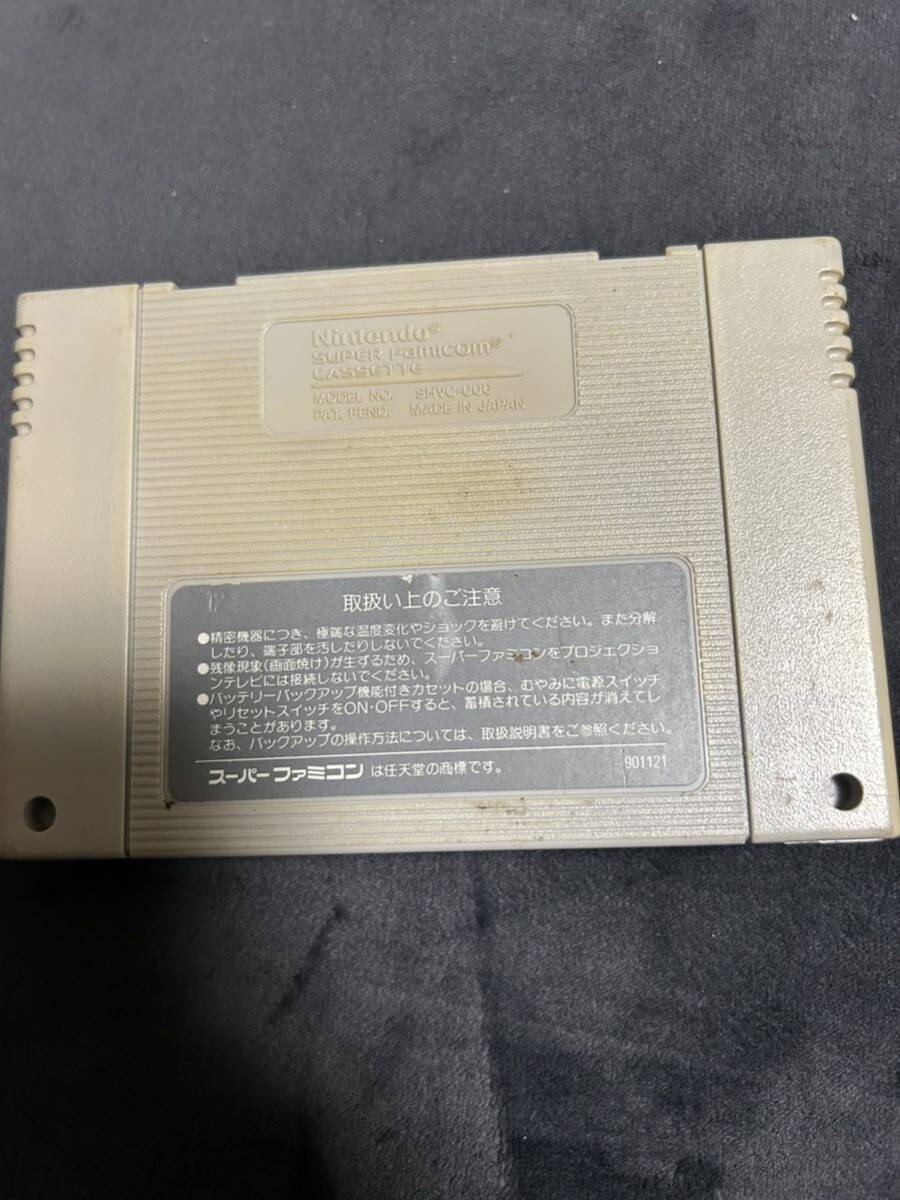 Nintendo®
SUPER Famicom®
CASSETTE
MODEL NO. SHVC-006
PAT. PEND. MADE IN JAPAN
12
取扱い上のご注意
●精密機器につき、極端な温度変化やショックを避けてください。また分解
したり、端子部を汚したりしないでください。
●残像現象(画面焼け)が生ずるため、スーパーファミコンをプロジェクショ
ンテレビには接続しないでください。
●バッテリーバックアップ機能付きカセットの場合、むやみに電源スイッチ
やリセットスイッチをON・OFFすると、蓄積されている内容が消えてし
まうことがあります。
なお、バックアップの操作方法については、取扱説明書をご参照ください。
スーパーファミコンは任天堂の商標です。
901121